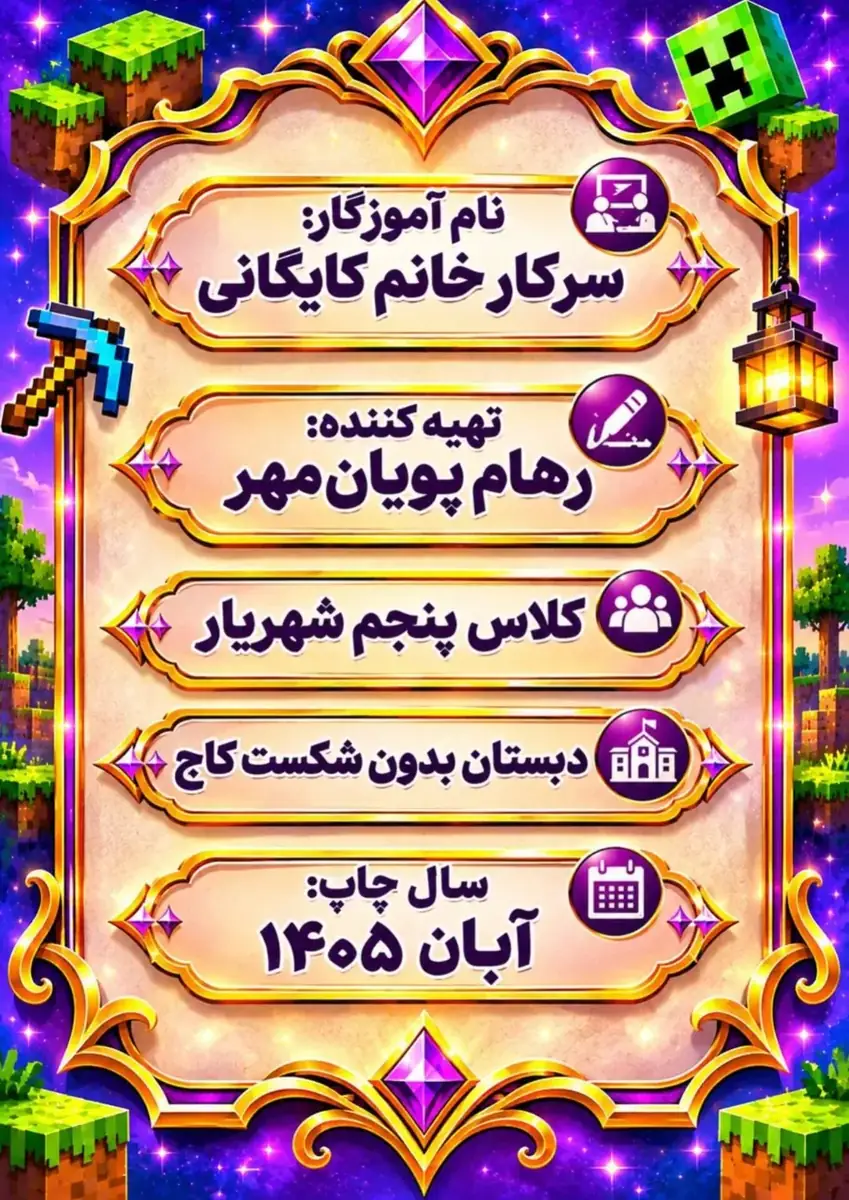 نام آموزگار:
سرکار خانم کایگانی
تهیه کننده:
رهام پویان‌مهر
کلاس پنجم شهریار
دبستان بدون شکست کاج
سال چاپ:
آبان ۱۴۰۵